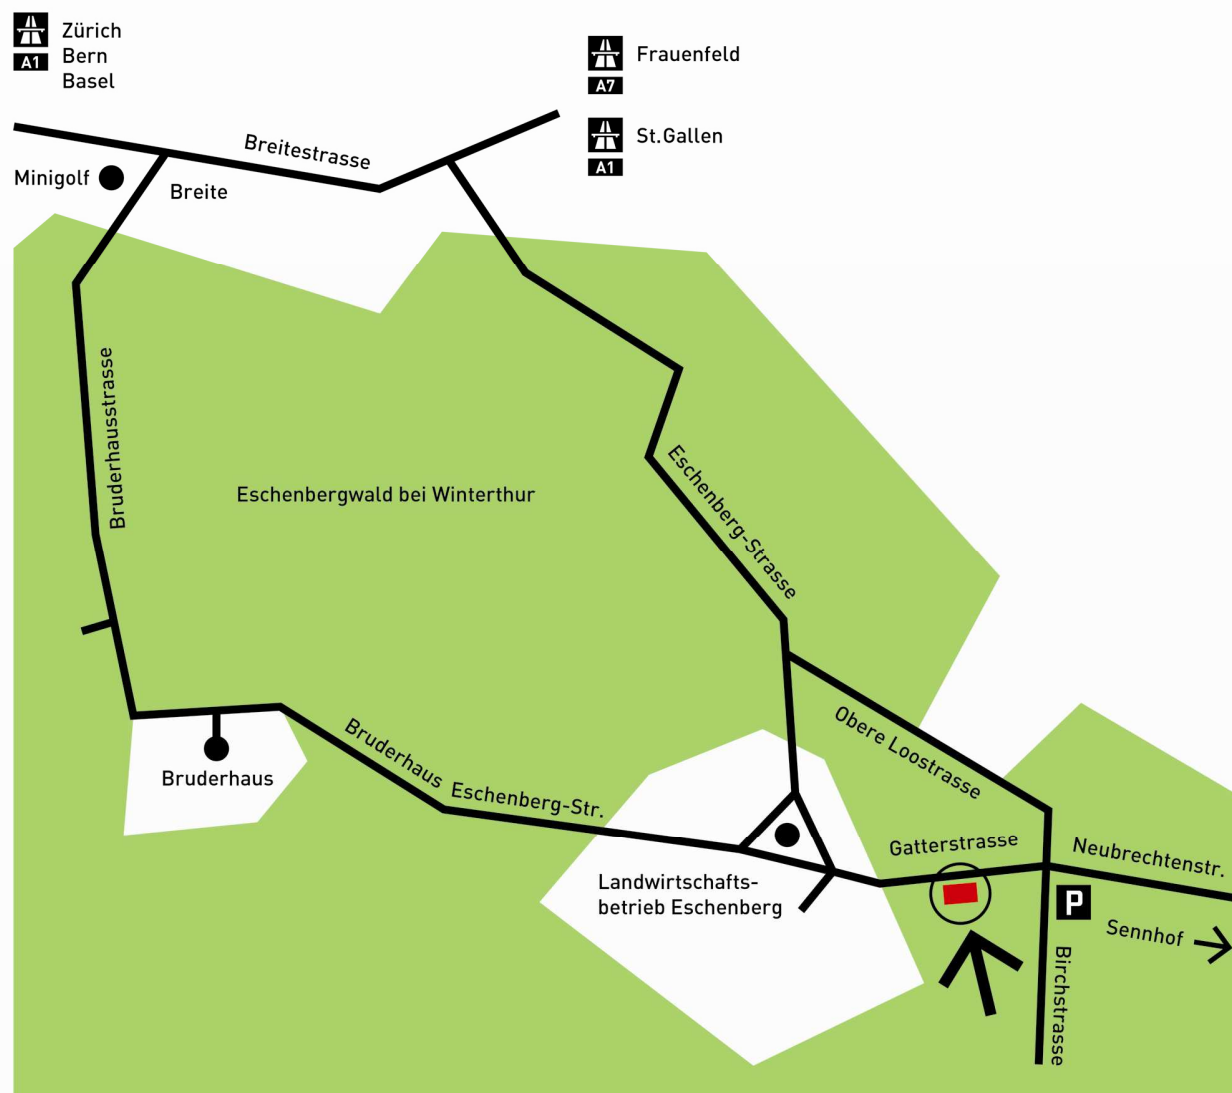 Zürich
A1
Bern
Basel
Frauenfeld
A7
St.Gallen
A1
Breitestrasse
Minigolf
Breite
Bruderhausstrasse
Eschenbergwald bei Winterthur
Eschenberg-Strasse
Obere Loostrasse
Bruderhaus Eschenberg-Str.
Bruderhaus
Gatterstrasse
Neubrechtenstr.
Landwirtschafts-
betrieb Eschenberg
P
Sennhof
Birchstrasse